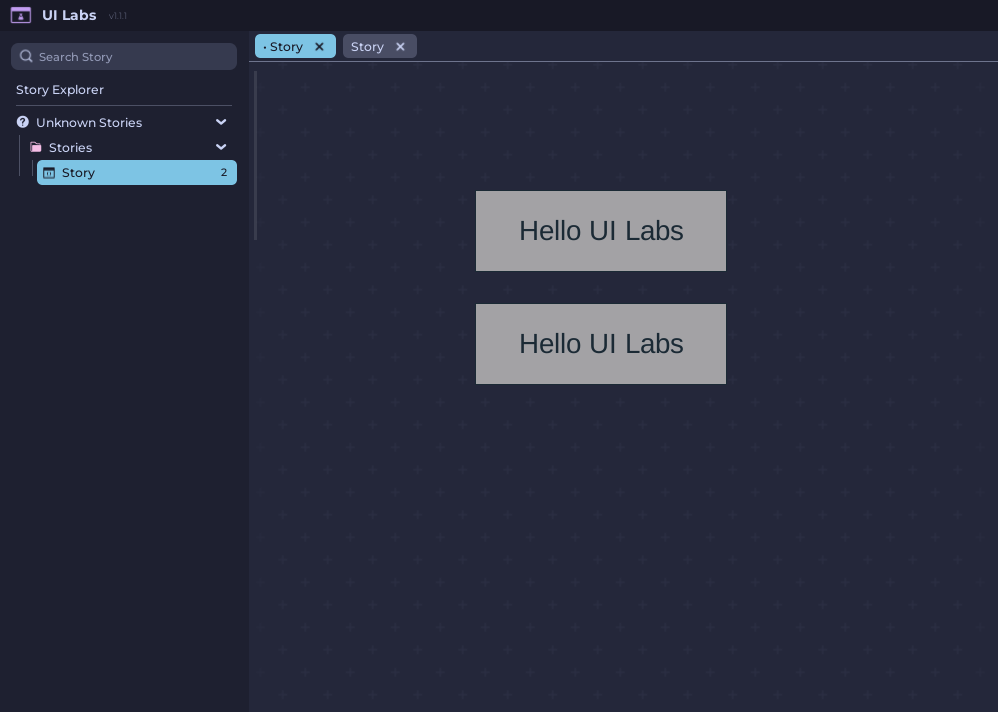 UI Labs v1.1.1
Search Story
Story Explorer
Unknown Stories
Stories
Story 2
• Story
Story
Hello UI Labs
Hello UI Labs